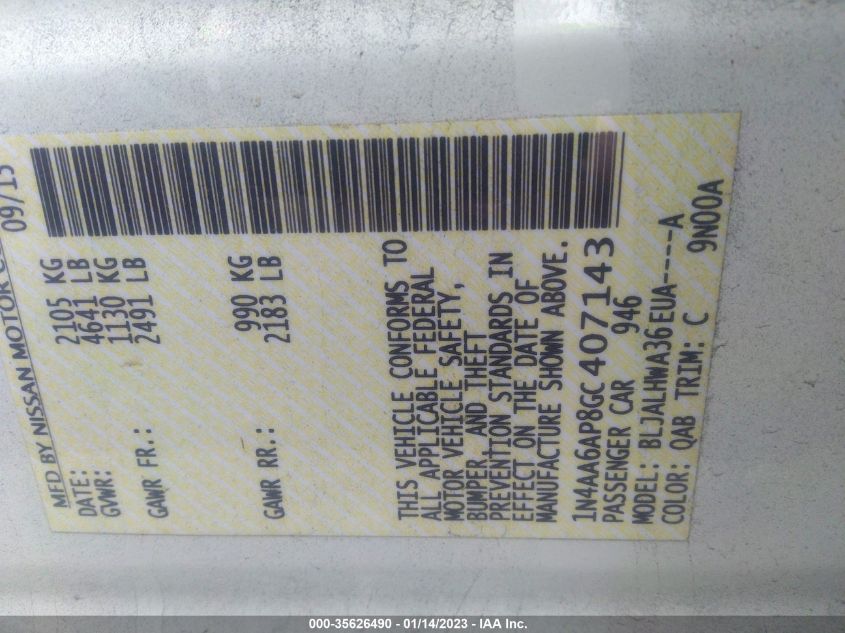 MFD BY NISSAN MOTOR
DATE: 09/15
GVWR: 2105 KG
4641 LB
GAWR FR.: 1130 KG
2491 LB
GAWR RR.: 990 KG
2183 LB
THIS VEHICLE CONFORMS TO
ALL APPLICABLE FEDERAL
MOTOR VEHICLE SAFETY,
BUMPER, AND THEFT
PREVENTION STANDARDS IN
EFFECT ON THE DATE OF
MANUFACTURE SHOWN ABOVE.
1N4AA6AP8GC407143
PASSENGER CAR 946
MODEL: BLJALHWA36EUA-----A
COLOR: QAB TRIM: C 9N00A
000-35626490 - 01/14/2023 - IAA Inc.